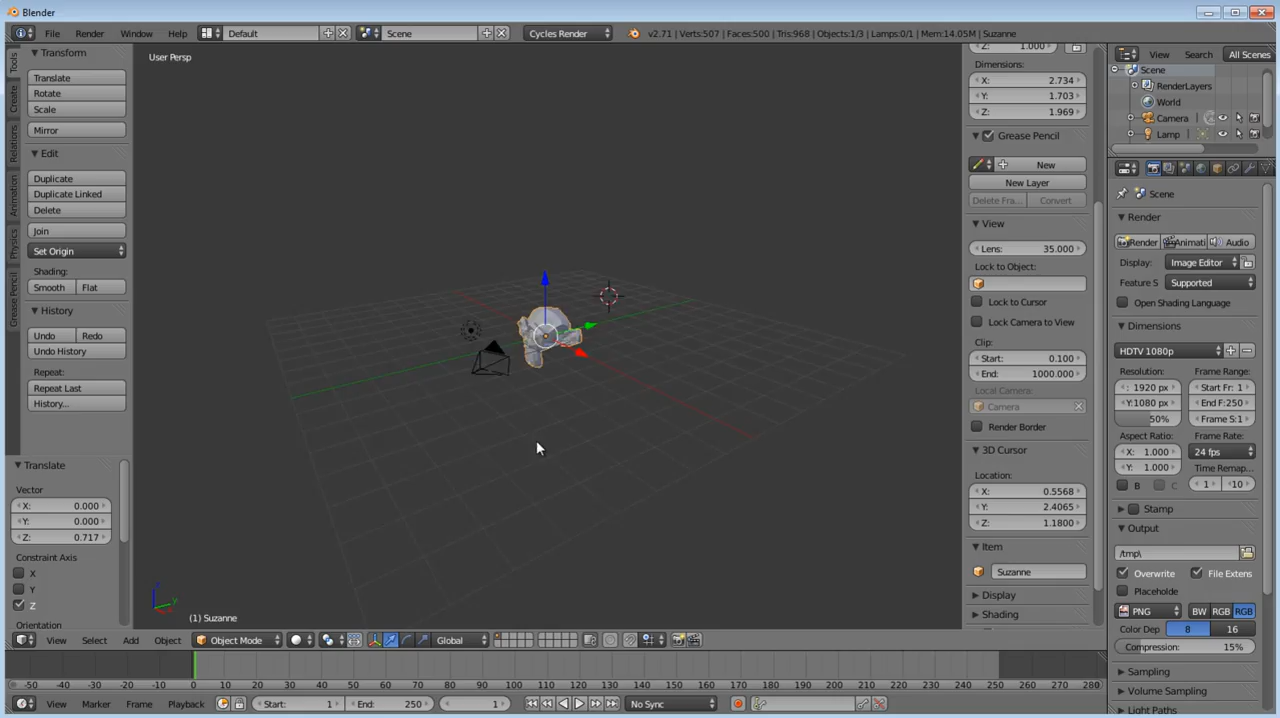 Blender
File Render Window Help Default Scene Cycles Render v2.71 | Verts:507 | Faces:500 | Tris:968 | Objects:1/3 | Lamps:0/1 | Mem:14.05M | Suzanne
Tools
Create
Relations
Animation
Physics
Grease Pencil
Transform
Translate
Rotate
Scale
Mirror
Edit
Duplicate
Duplicate Linked
Delete
Join
Set Origin
Shading:
Smooth Flat
History
Undo Redo
Undo History
Repeat:
Repeat Last
History...
Translate
Vector
X: 0.000
Y: 0.000
Z: 0.717
Constraint Axis
X
Y
Z
Orientation
User Persp
(1) Suzanne
Z: 1.000
Dimensions:
X: 2.734
Y: 1.703
Z: 1.969
Grease Pencil
New
New Layer
Delete Fra... Convert
View
Lens: 35.000
Lock to Object:
Lock to Cursor
Lock Camera to View
Clip:
Start: 0.100
End: 1000.000
Local Camera:
Camera
Render Border
3D Cursor
Location:
X: 0.5568
Y: 2.4065
Z: 1.1800
Item
Suzanne
Display
Shading
View Search All Scenes
Scene
RenderLayers
World
Camera
Lamp
Scene
Render
Render Animati Audio
Display: Image Editor
Feature S Supported
Open Shading Language
Dimensions
HDTV 1080p
Resolution: Frame Range:
: 1920 px Start Fr: 1
Y:1080 px End F:250
50% Frame S:1
Aspect Ratio: Frame Rate:
X: 1.000 24 fps
Y: 1.000 Time Remap...
B C 1 10
Stamp
Output
/tmp\
Overwrite File Extens
Placeholde
PNG BW RGB RGB
Color Dep 8 16
Compression: 15%
Sampling
Volume Sampling
Light Paths
View Select Add Object Object Mode Global
-50 -40 -30 -20 -10 0 10 20 30 40 50 60 70 80 90 100 110 120 130 140 150 160 170 180 190 200 210 220 230 240 250 260 270 280
View Marker Frame Playback Start: 1 End: 250 1 No Sync